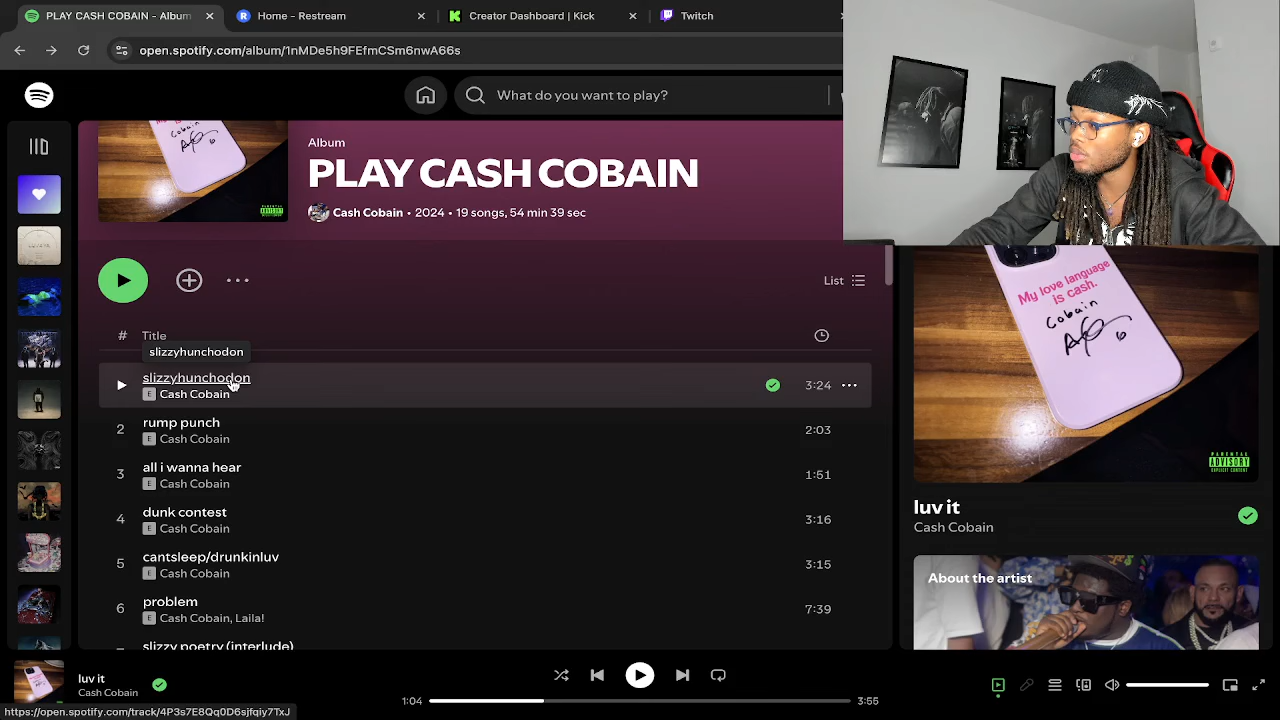 PLAY CASH COBAIN - Album
Home - Restream
Creator Dashboard | Kick
Twitch
open.spotify.com/album/1nMDe5h9FEfmCSm6nwA66s
What do you want to play?
Album
PLAY CASH COBAIN
Cash Cobain • 2024 • 19 songs, 54 min 39 sec
List
# Title
slizzyhunchodon
slizzyhunchodon
E Cash Cobain
3:24
2 rump punch 2:03
E Cash Cobain
3 all i wanna hear 1:51
E Cash Cobain
4 dunk contest 3:16
E Cash Cobain
5 cantsleep/drunkinluv 3:15
E Cash Cobain
6 problem 7:39
E Cash Cobain, Laila!
slizzy poetry (interlude)
My love language
is cash.
Cobain
PARENTAL
ADVISORY
EXPLICIT CONTENT
luv it
Cash Cobain
About the artist
luv it
Cash Cobain
1:04
3:55
https://open.spotify.com/track/4P3s7E8Qq0D6sjfqiy7TxJ